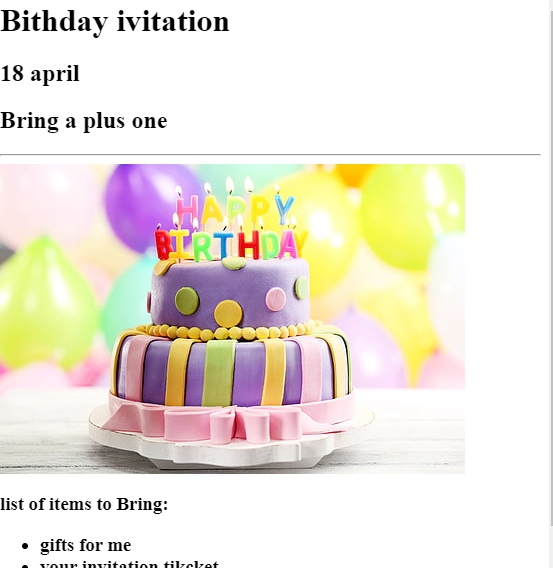 Bithday ivitation
18 april
Bring a plus one
HAPPY
BIRTHDAY
list of items to Bring:
gifts for me
your invitation tikcket